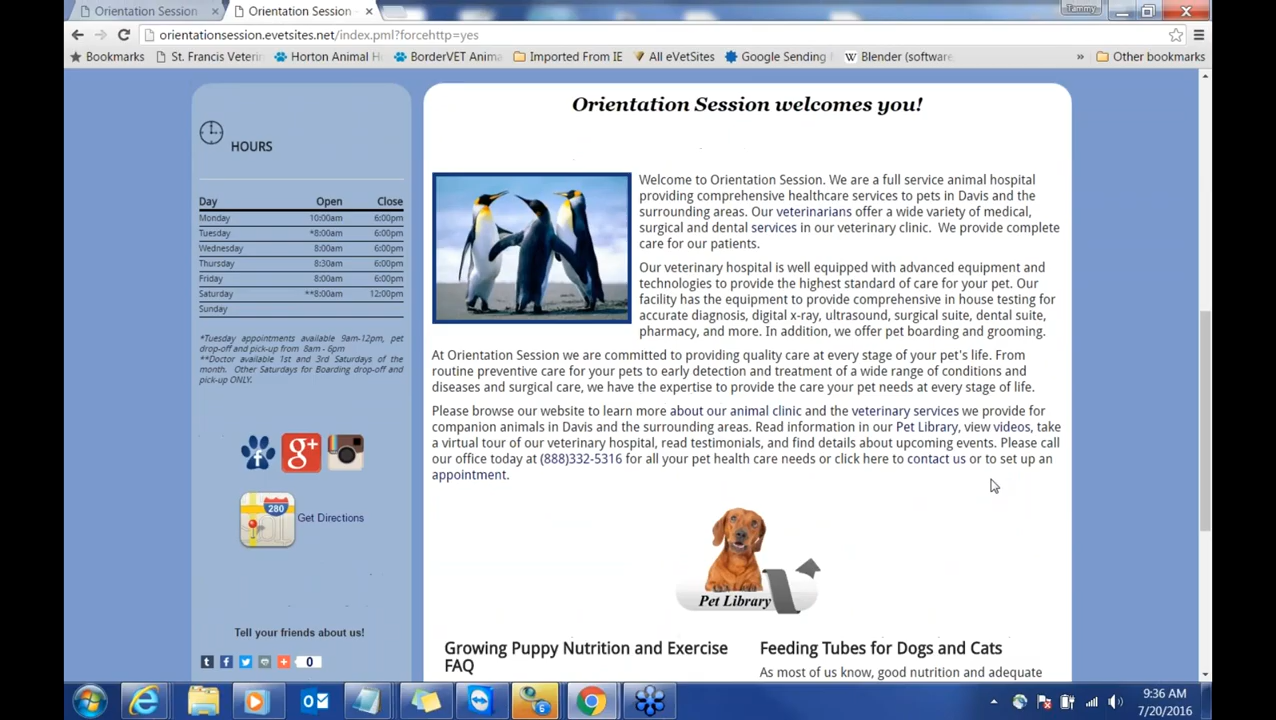 Orientation Session
Orientation Session
Tammy
orientationsession.evetsites.net/index.pml?forcehttp=yes
Bookmarks
St. Francis Veterin
Horton Animal H
BorderVET Anima
Imported From IE
All eVetSites
Google Sending
W Blender (software
»
Other bookmarks
HOURS
Day Open Close
Monday 10:00am 6:00pm
Tuesday *8:00am 6:00pm
Wednesday 8:00am 6:00pm
Thursday 8:30am 6:00pm
Friday 8:00am 6:00pm
Saturday **8:00am 12:00pm
Sunday
*Tuesday appointments available 9am-12pm, pet
drop-off and pick-up from 8am - 6pm
**Doctor available 1st and 3rd Saturdays of the
month. Other Saturdays for Boarding drop-off and
pick-up ONLY.
f
g+
280
Get Directions
Tell your friends about us!
t f + 0
Orientation Session welcomes you!
Welcome to Orientation Session. We are a full service animal hospital
providing comprehensive healthcare services to pets in Davis and the
surrounding areas. Our veterinarians offer a wide variety of medical,
surgical and dental services in our veterinary clinic. We provide complete
care for our patients.
Our veterinary hospital is well equipped with advanced equipment and
technologies to provide the highest standard of care for your pet. Our
facility has the equipment to provide comprehensive in house testing for
accurate diagnosis, digital x-ray, ultrasound, surgical suite, dental suite,
pharmacy, and more. In addition, we offer pet boarding and grooming.
At Orientation Session we are committed to providing quality care at every stage of your pet's life. From
routine preventive care for your pets to early detection and treatment of a wide range of conditions and
diseases and surgical care, we have the expertise to provide the care your pet needs at every stage of life.
Please browse our website to learn more about our animal clinic and the veterinary services we provide for
companion animals in Davis and the surrounding areas. Read information in our Pet Library, view videos, take
a virtual tour of our veterinary hospital, read testimonials, and find details about upcoming events. Please call
our office today at (888)332-5316 for all your pet health care needs or click here to contact us or to set up an
appointment.
Pet Library
Growing Puppy Nutrition and Exercise
FAQ
Feeding Tubes for Dogs and Cats
As most of us know, good nutrition and adequate
9:36 AM
7/20/2016